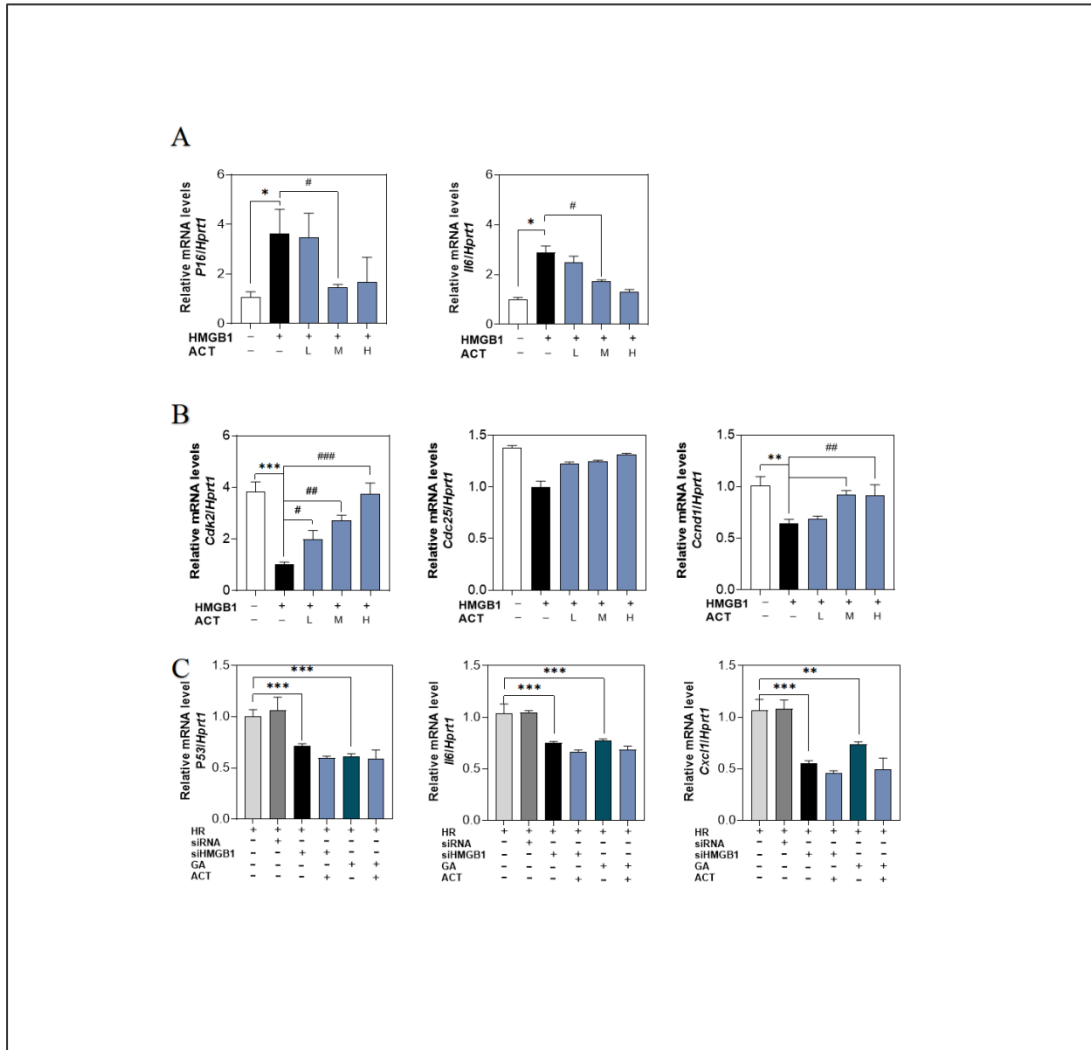 A
Relative mRNA levels
P16/Hprt1
6
4
2
0
*
#
HMGB1 – + + + +
ACT – – L M H
Relative mRNA levels
Il6/Hprt1
6
4
2
0
*
#
HMGB1 – + + + +
ACT – – L M H
B
Relative mRNA levels
Cdk2/Hprt1
6
4
2
0
***
###
##
#
HMGB1 – + + + +
ACT – – L M H
Relative mRNA levels
Cdc25/Hprt1
1.5
1.0
0.5
0.0
HMGB1 – + + + +
ACT – – L M H
Relative mRNA levels
Ccnd1/Hprt1
1.5
1.0
0.5
0.0
**
##
HMGB1 – + + + +
ACT – – L M H
C
Relative mRNA level
P53/Hprt1
1.5
1.0
0.5
0.0
***
***
HR + + + + + +
siRNA – + – – – –
siHMGB1 – – + + – –
GA – – – – + +
ACT – – – + – +
Relative mRNA level
Il6/Hprt1
1.5
1.0
0.5
0.0
***
***
HR + + + + + +
siRNA – + – – – –
siHMGB1 – – + + – –
GA – – – – + +
ACT – – – + – +
Relative mRNA level
Cxcl1/Hprt1
1.5
1.0
0.5
0.0
**
***
HR + + + + + +
siRNA – + – – – –
siHMGB1 – – + + – –
GA – – – – + +
ACT – – – + – +